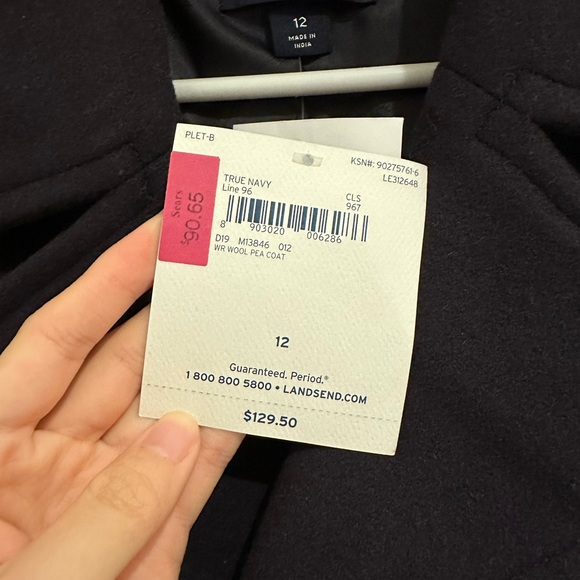 12
MADE IN
INDIA
PLET-B
KSN#: 90275761-6
LE312648
Sears
$90.65
TRUE NAVY
Line 96
CLS
967
8 903020 006286
D19 M13846 012
WR WOOL PEA COAT
12
Guaranteed. Period.®
1 800 800 5800 • LANDSEND.COM
$129.50